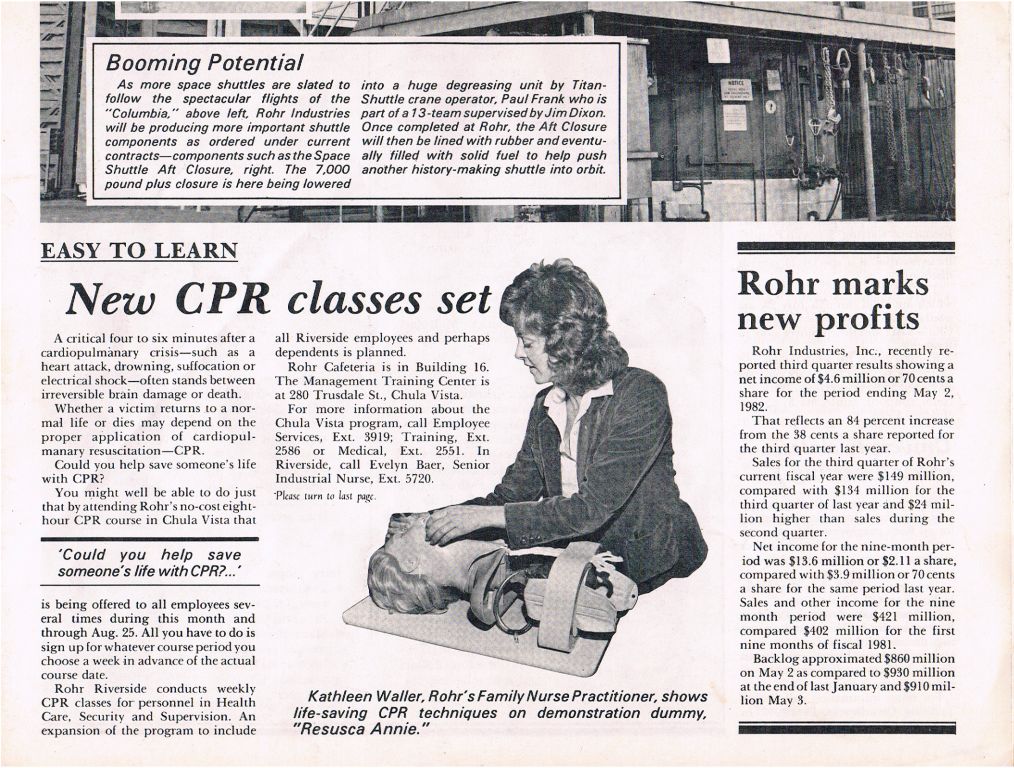 Booming Potential
As more space shuttles are slated to
follow the spectacular flights of the
"Columbia," above left, Rohr Industries
will be producing more important shuttle
components as ordered under current
contracts—components such as the Space
Shuttle Aft Closure, right. The 7,000
pound plus closure is here being lowered
into a huge degreasing unit by Titan-
Shuttle crane operator, Paul Frank who is
part of a 13-team supervised by Jim Dixon.
Once completed at Rohr, the Aft Closure
will then be lined with rubber and eventu-
ally filled with solid fuel to help push
another history-making shuttle into orbit.
NOTICE
EASY TO LEARN
New CPR classes set
A critical four to six minutes after a
cardiopulmanary crisis—such as a
heart attack, drowning, suffocation or
electrical shock—often stands between
irreversible brain damage or death.
Whether a victim returns to a nor-
mal life or dies may depend on the
proper application of cardiopul-
manary resuscitation—CPR.
Could you help save someone's life
with CPR?
You might well be able to do just
that by attending Rohr's no-cost eight-
hour CPR course in Chula Vista that
'Could you help save
someone's life with CPR?...'
is being offered to all employees sev-
eral times during this month and
through Aug. 25. All you have to do is
sign up for whatever course period you
choose a week in advance of the actual
course date.
Rohr Riverside conducts weekly
CPR classes for personnel in Health
Care, Security and Supervision. An
expansion of the program to include
all Riverside employees and perhaps
dependents is planned.
Rohr Cafeteria is in Building 16.
The Management Training Center is
at 280 Trusdale St., Chula Vista.
For more information about the
Chula Vista program, call Employee
Services, Ext. 3919; Training, Ext.
2586 or Medical, Ext. 2551. In
Riverside, call Evelyn Baer, Senior
Industrial Nurse, Ext. 5720.
Please turn to last page.
Kathleen Waller, Rohr's Family Nurse Practitioner, shows
life-saving CPR techniques on demonstration dummy,
"Resusca Annie."
Rohr marks
new profits
Rohr Industries, Inc., recently re-
ported third quarter results showing a
net income of $4.6 million or 70 cents a
share for the period ending May 2,
1982.
That reflects an 84 percent increase
from the 38 cents a share reported for
the third quarter last year.
Sales for the third quarter of Rohr's
current fiscal year were $149 million,
compared with $134 million for the
third quarter of last year and $24 mil-
lion higher than sales during the
second quarter.
Net income for the nine-month per-
iod was $13.6 million or $2.11 a share,
compared with $3.9 million or 70 cents
a share for the same period last year.
Sales and other income for the nine
month period were $421 million,
compared $402 million for the first
nine months of fiscal 1981.
Backlog approximated $860 million
on May 2 as compared to $930 million
at the end of last January and $910 mil-
lion May 3.